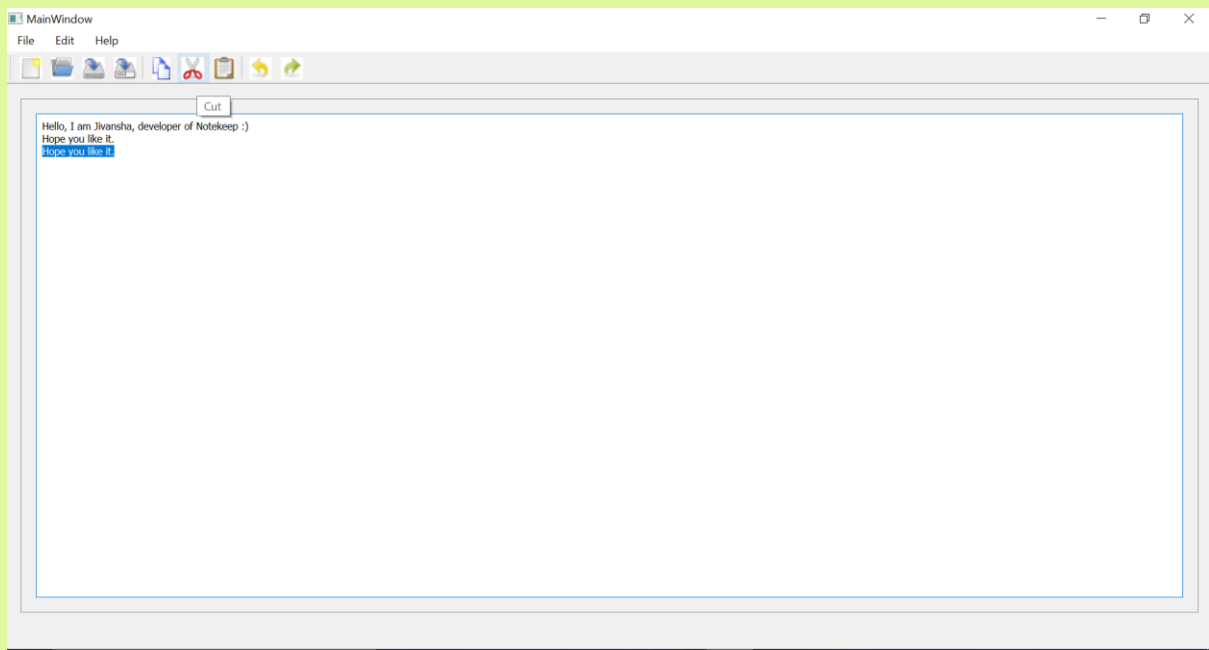 MainWindow
File Edit Help
Cut
Hello, I am Jivansha, developer of Notekeep :)
Hope you like it.
Hope you like it.